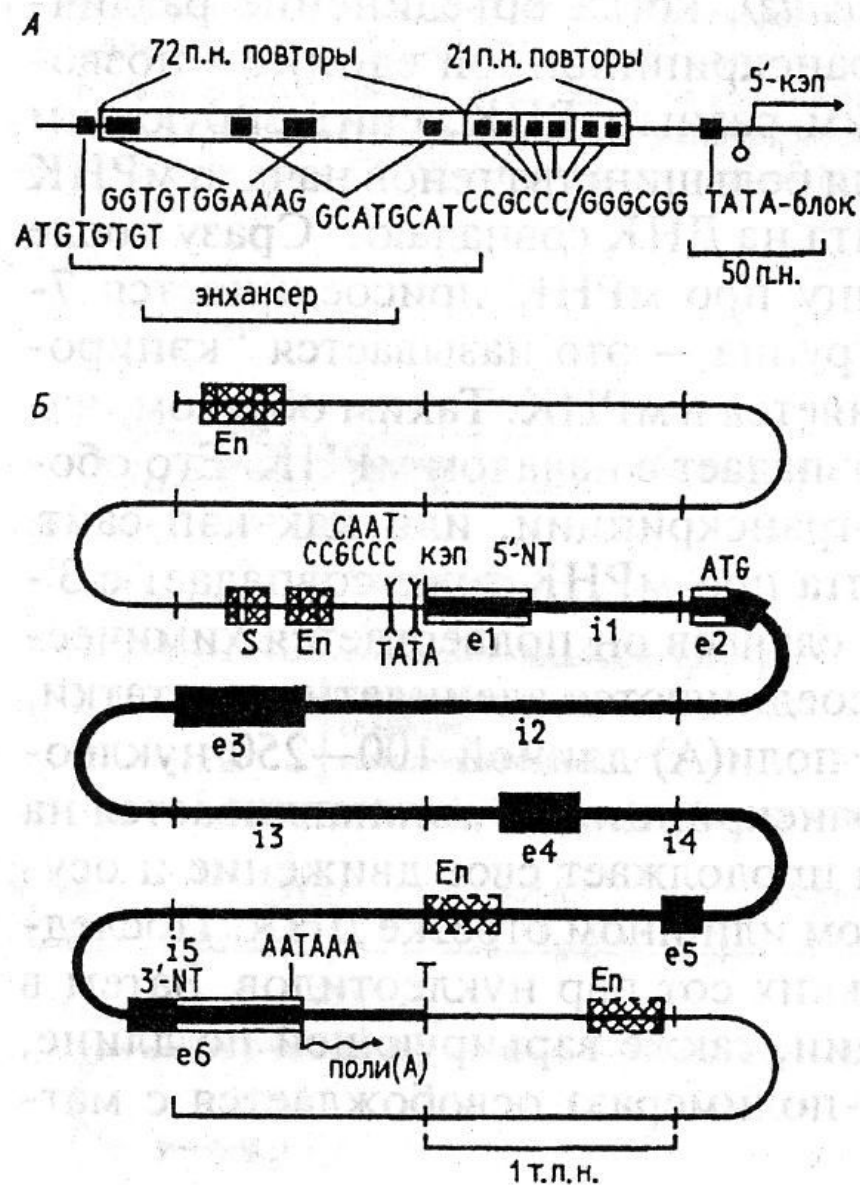 А
72 п.н. повторы 21 п.н. повторы
5′-кэп
GGTGTGGAAAG GCATGCAT CCGCCC/GGGCGG TATA-блок
ATGTGTGT
50 п.н.
энхансер
Б
En
CAAT
CCGCCC кэп 5′-NT ATG
S En TATA e1 i1 e2
e3 i2
i3 e4 i4
En
e5
i5 AATAAA T
3′-NT En
e6 поли(А)
1 т.п.н.